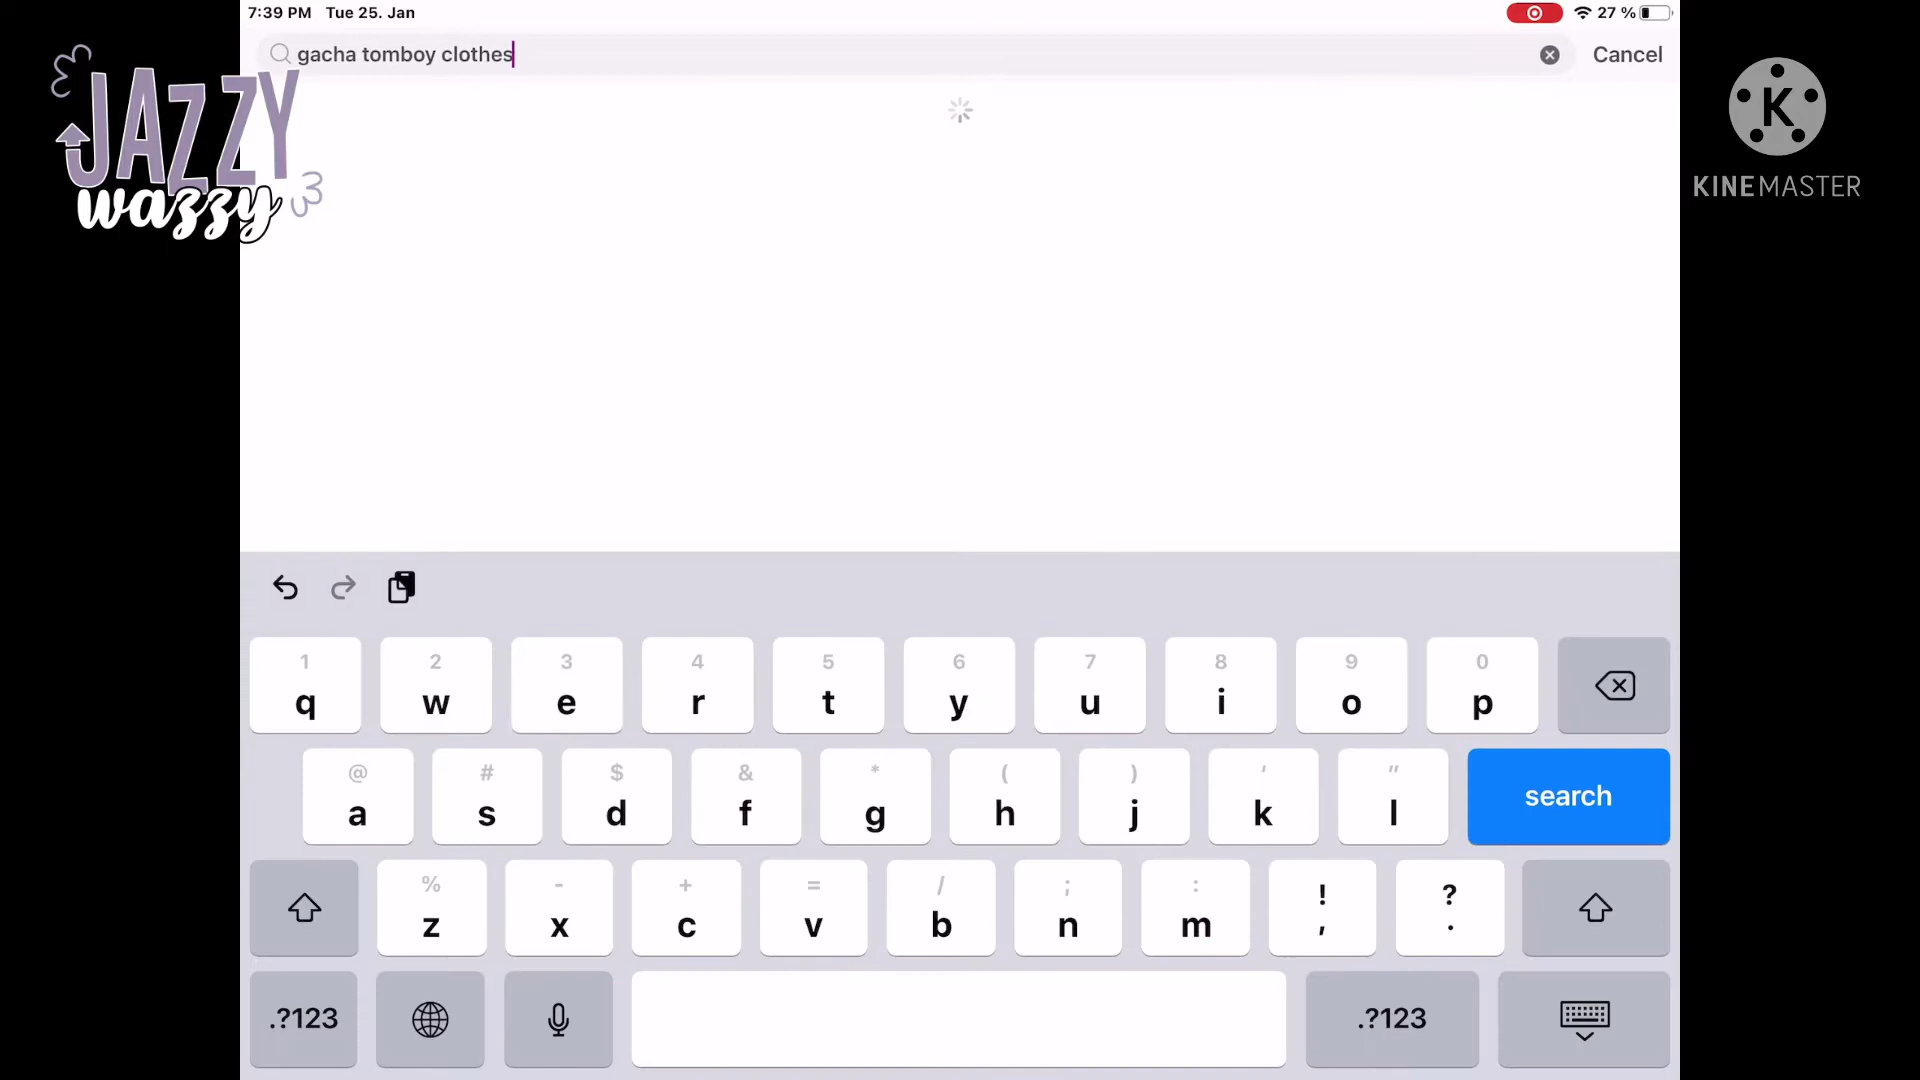 7:39 PM Tue 25. Jan
27 %
gacha tomboy clothes
Cancel
JAZZY
wazzy
K
KINEMASTER
1 2 3 4 5 6 7 8 9 0
q w e r t y u i o p
@ # $ & * ( ) ' "
a s d f g h j k l search
% - + = / ; : ! ?
z x c v b n m , .
.?123 .?123